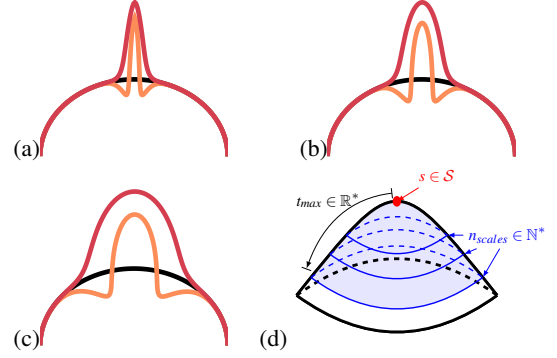 (a)
(b)
(c)
(d)
s ∈ 𝒮
t_max ∈ ℝ*
n_scales ∈ ℕ*